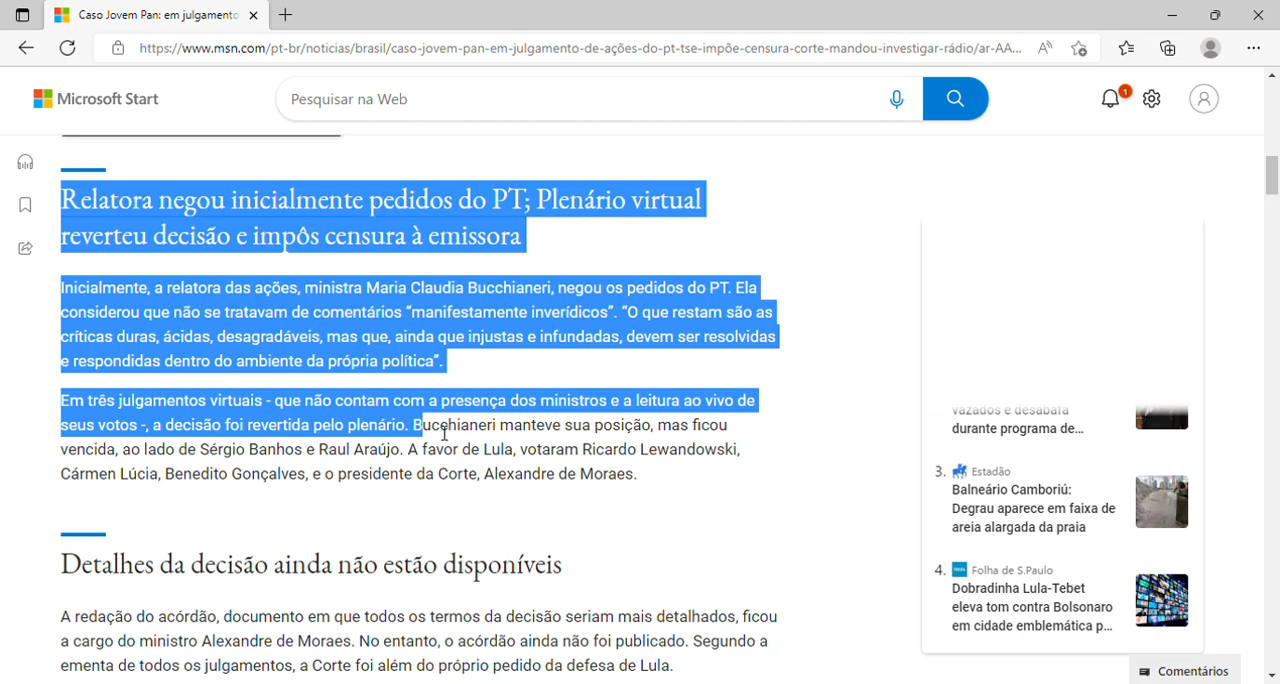 Caso Jovem Pan: em julgamento
https://www.msn.com/pt-br/noticias/brasil/caso-jovem-pan-em-julgamento-de-ações-do-pt-tse-impõe-censura-corte-mandou-investigar-rádio/ar-AA...
Microsoft Start
Pesquisar na Web
1
Relatora negou inicialmente pedidos do PT; Plenário virtual
reverteu decisão e impôs censura à emissora
Inicialmente, a relatora das ações, ministra Maria Claudia Bucchianeri, negou os pedidos do PT. Ela
considerou que não se tratavam de comentários “manifestamente inverídicos”. “O que restam são as
críticas duras, ácidas, desagradáveis, mas que, ainda que injustas e infundadas, devem ser resolvidas
e respondidas dentro do ambiente da própria política”.
Em três julgamentos virtuais - que não contam com a presença dos ministros e a leitura ao vivo de
seus votos -, a decisão foi revertida pelo plenário. Bucchianeri manteve sua posição, mas ficou
vencida, ao lado de Sérgio Banhos e Raul Araújo. A favor de Lula, votaram Ricardo Lewandowski,
Cármen Lúcia, Benedito Gonçalves, e o presidente da Corte, Alexandre de Moraes.
Detalhes da decisão ainda não estão disponíveis
A redação do acórdão, documento em que todos os termos da decisão seriam mais detalhados, ficou
a cargo do ministro Alexandre de Moraes. No entanto, o acórdão ainda não foi publicado. Segundo a
ementa de todos os julgamentos, a Corte foi além do próprio pedido da defesa de Lula.
vazados e desabafa
durante programa de...
3. Estadão
Balneário Camboriú:
Degrau aparece em faixa de
areia alargada da praia
4. Folha de S.Paulo
Dobradinha Lula-Tebet
eleva tom contra Bolsonaro
em cidade emblemática p...
Comentários